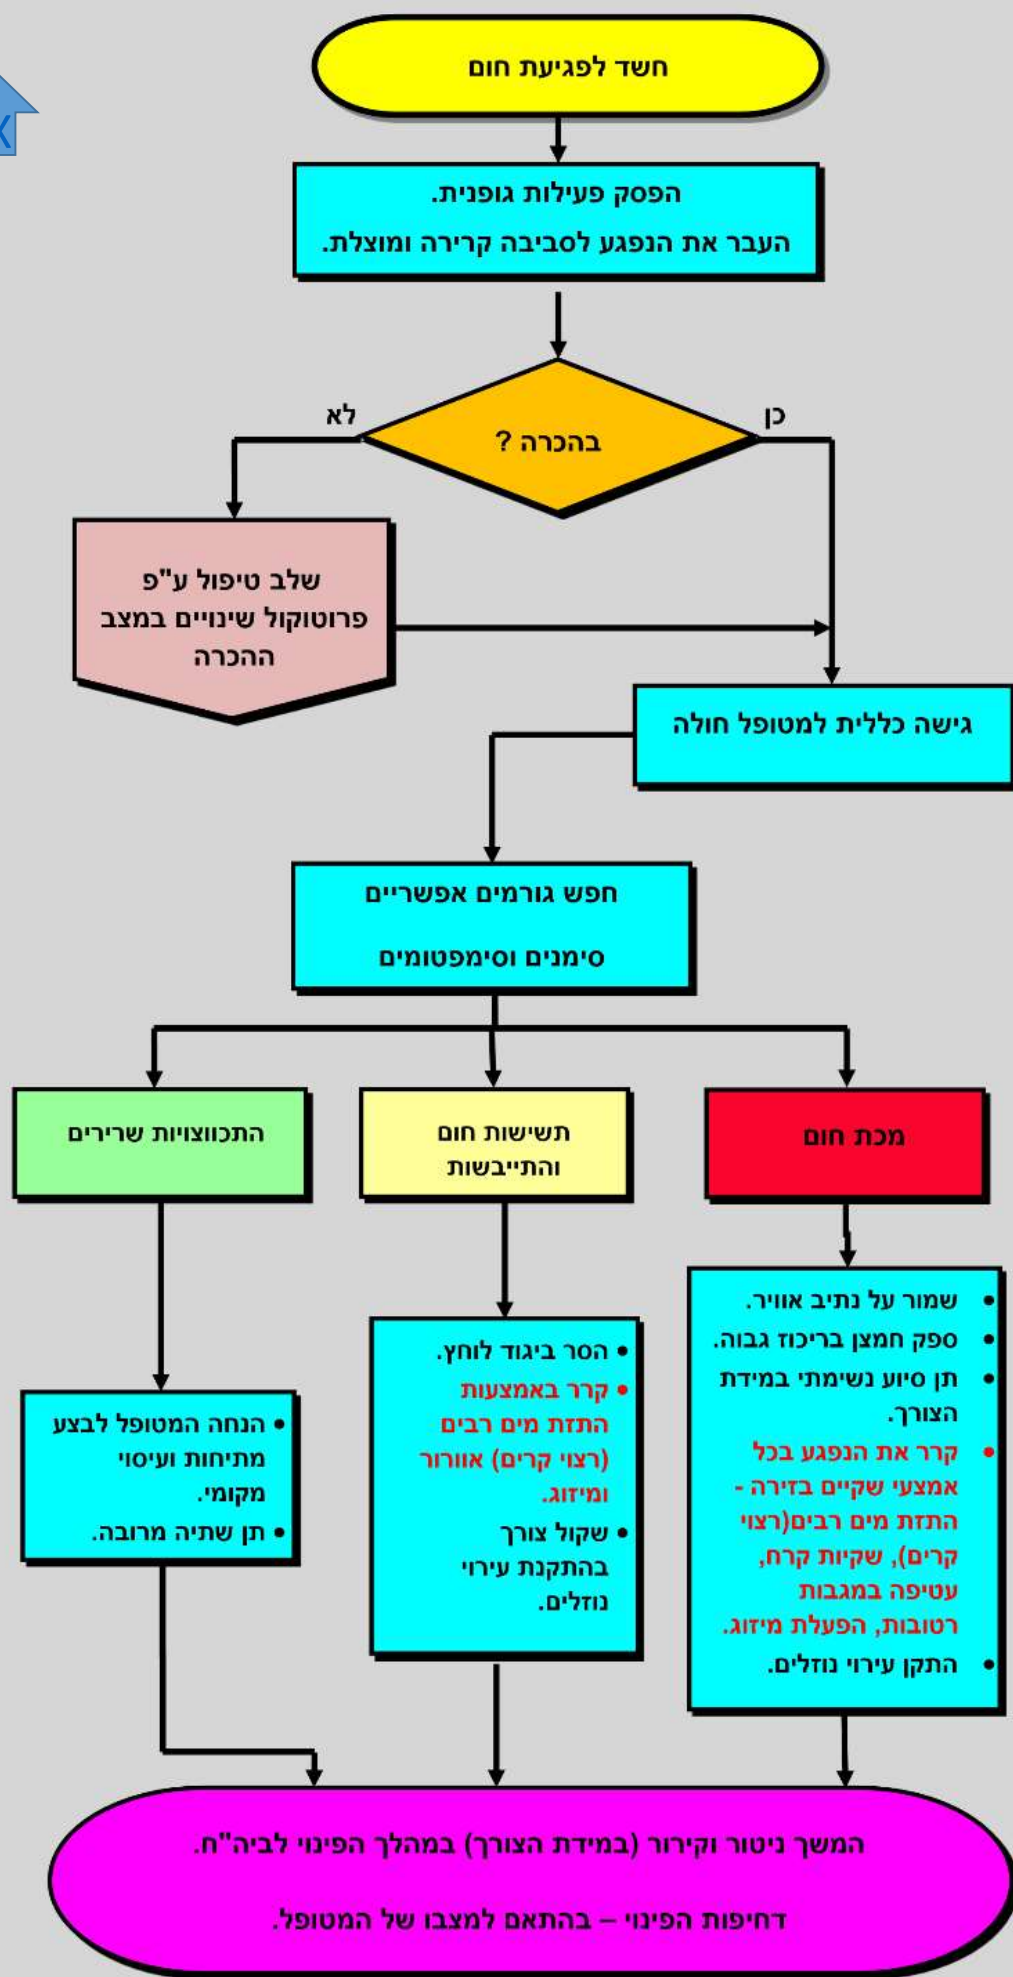 חשד לפגיעת חום
X
הפסק פעילות גופנית.
העבר את הנפגע לסביבה קרירה ומוצלת.
כן
לא
בהכרה ?
שלב טיפול ע"פ
פרוטוקול שינויים במצב
ההכרה
גישה כללית למטופל חולה
חפש גורמים אפשריים
סימנים וסימפטומים
מכת חום
תשישות חום
והתייבשות
התכווצויות שרירים
• שמור על נתיב אוויר.
• ספק חמצן בריכוז גבוה.
• תן סיוע נשימתי במידת
הצורך.
• קרר את הנפגע בכל
אמצעי שקיים בזירה -
התזת מים רבים(רצוי
קרים), שקיות קרח,
עטיפה במגבות
רטובות, הפעלת מיזוג.
• התקן עירוי נוזלים.
• הסר ביגוד לוחץ.
• קרר באמצעות
התזת מים רבים
(רצוי קרים) אוורור
ומיזוג.
• שקול צורך
בהתקנת עירוי
נוזלים.
• הנחה המטופל לבצע
מתיחות ועיסוי
מקומי.
• תן שתיה מרובה.
המשך ניטור וקירור (במידת הצורך) במהלך הפינוי לביה"ח.
דחיפות הפינוי – בהתאם למצבו של המטופל.